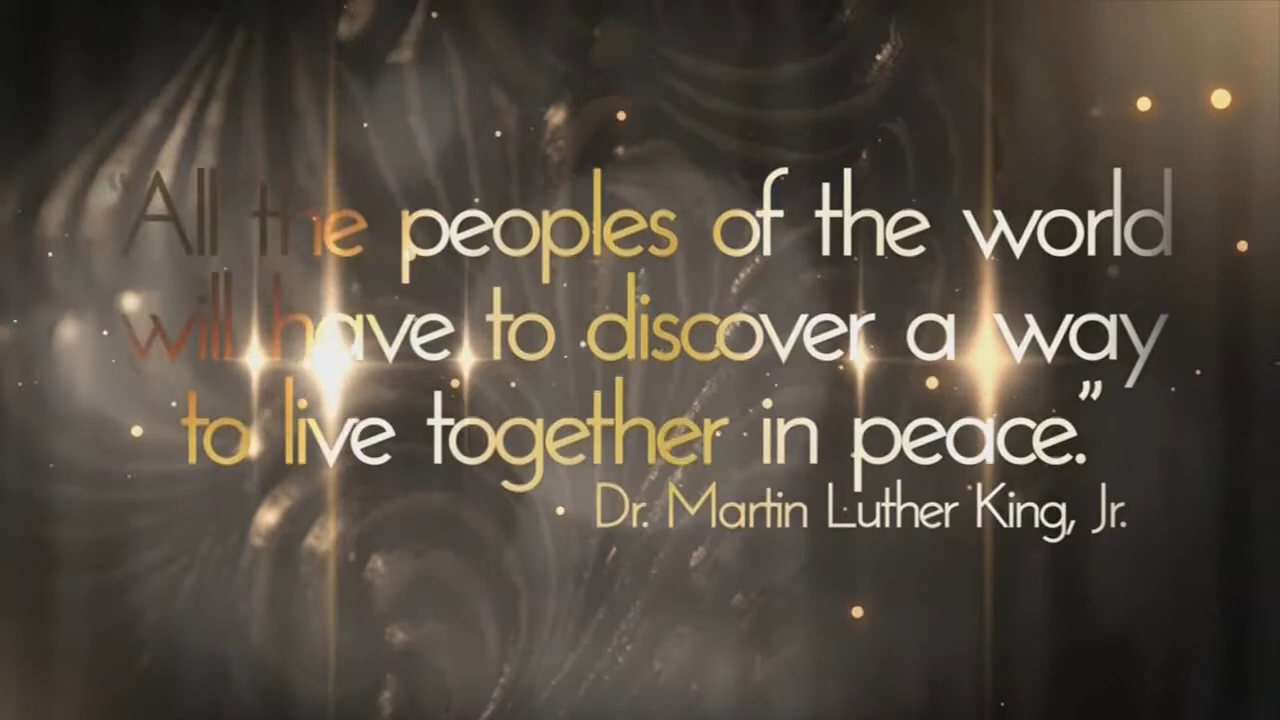 “All the peoples of the world
will have to discover a way
to live together in peace.”
Dr. Martin Luther King, Jr.